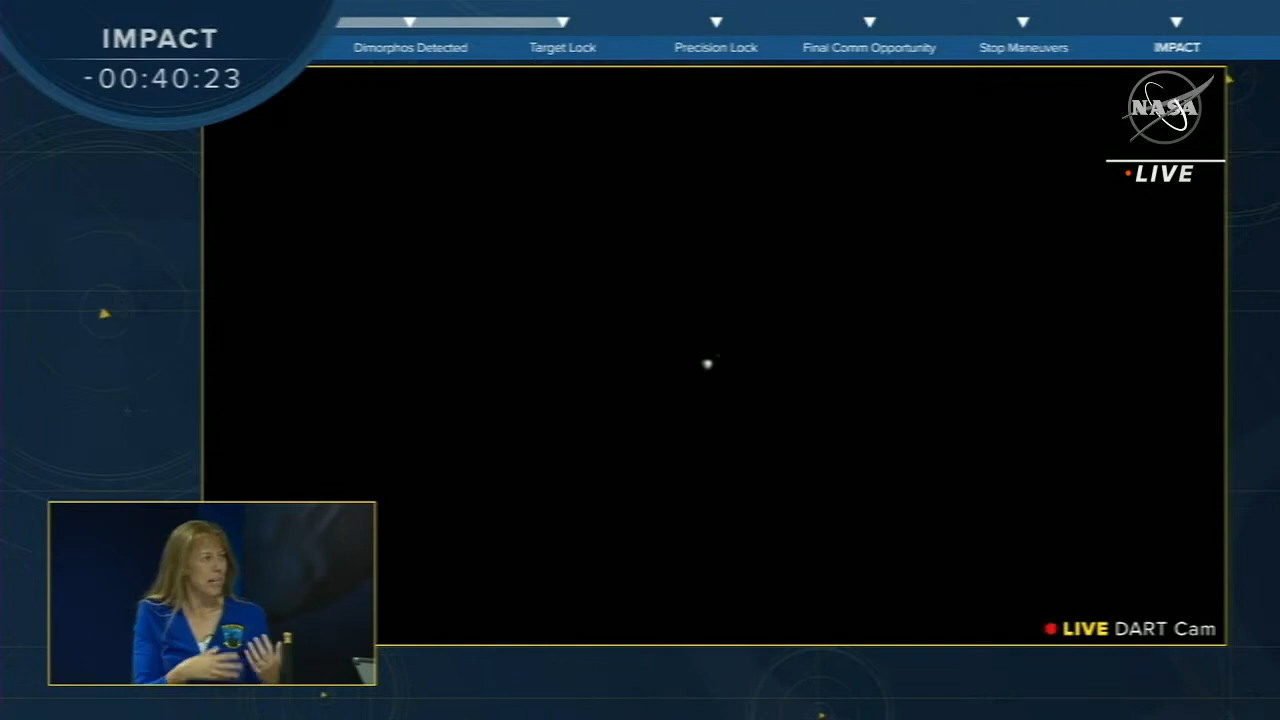 IMPACT
-00:40:23
Dimorphos Detected
Target Lock
Precision Lock
Final Comm Opportunity
Stop Maneuvers
IMPACT
NASA
LIVE
LIVE DART Cam